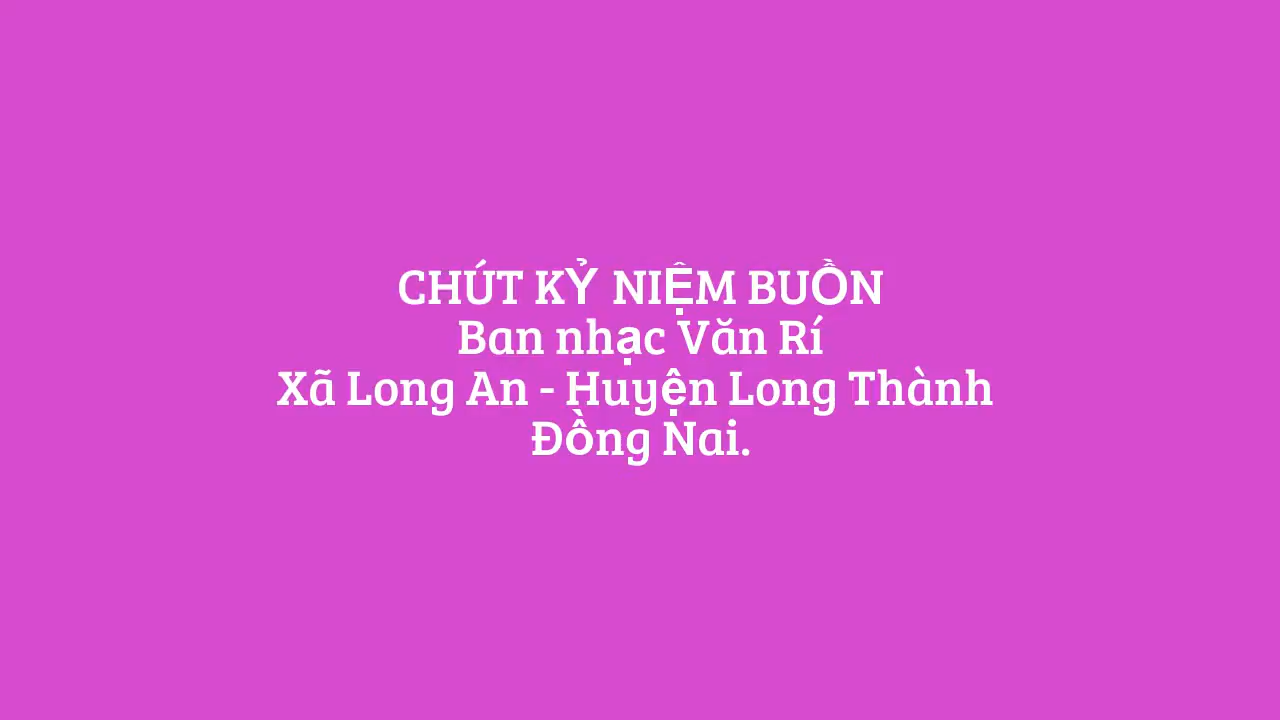 CHÚT KỶ NIỆM BUỒN
Ban nhạc Văn Rí
Xã Long An - Huyện Long Thành
Đồng Nai.